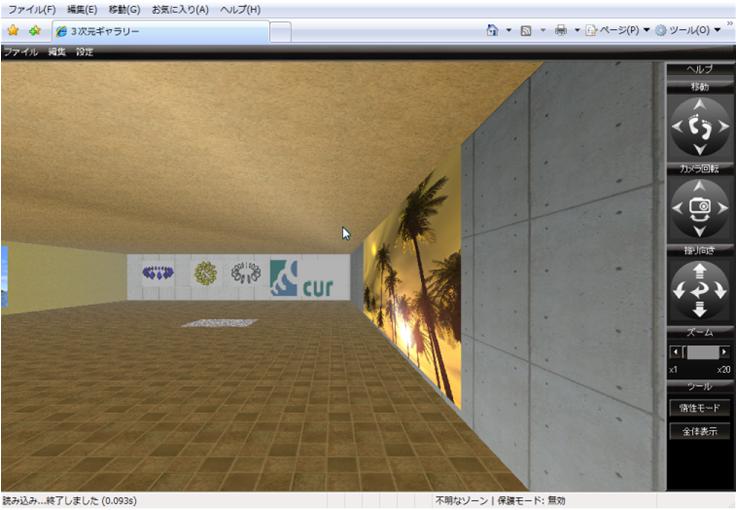 ファイル(F) 編集(E) 移動(G) お気に入り(A) ヘルプ(H)
3次元ギャラリー
ページ(P) ツール(O)
ファイル 編集 設定
ヘルプ
移動
カメラ回転
振り向き
ズーム
x1 x20
ツール
惰性モード
全体表示
cur
読み込み...終了しました (0.093s)
不明なゾーン | 保護モード: 無効